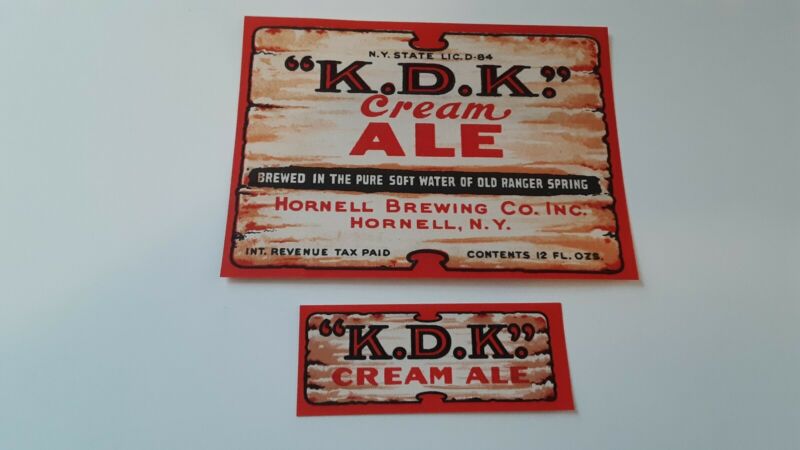 N.Y. STATE LIC. D-84
"K.D.K."
Cream
ALE
BREWED IN THE PURE SOFT WATER OF OLD RANGER SPRING
HORNELL BREWING CO. INC.
HORNELL, N.Y.
INT. REVENUE TAX PAID CONTENTS 12 FL. OZS.
"K.D.K."
CREAM ALE